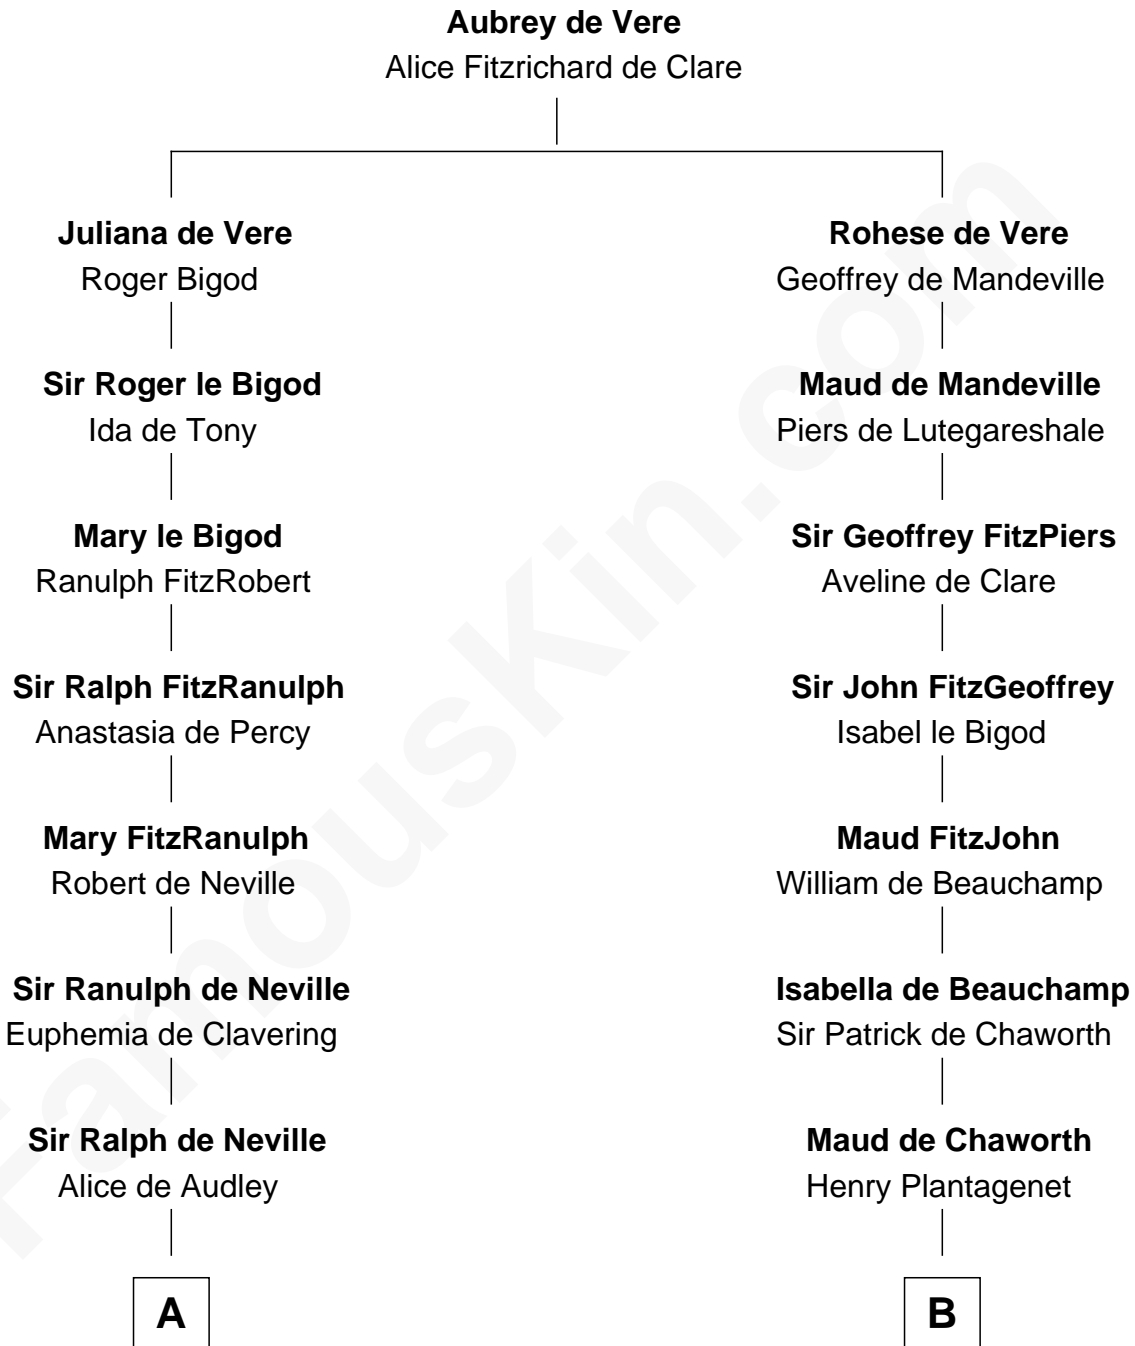 Aubrey de Vere
Alice Fitzrichard de Clare
Juliana de Vere
Roger Bigod
Rohese de Vere
Geoffrey de Mandeville
Sir Roger le Bigod
Ida de Tony
Maud de Mandeville
Piers de Lutegareshale
Mary le Bigod
Ranulph FitzRobert
Sir Geoffrey FitzPiers
Aveline de Clare
Sir Ralph FitzRanulph
Anastasia de Percy
Sir John FitzGeoffrey
Isabel le Bigod
Mary FitzRanulph
Robert de Neville
Maud FitzJohn
William de Beauchamp
Sir Ranulph de Neville
Euphemia de Clavering
Isabella de Beauchamp
Sir Patrick de Chaworth
Sir Ralph de Neville
Alice de Audley
Maud de Chaworth
Henry Plantagenet
A
B
FamousKin.com